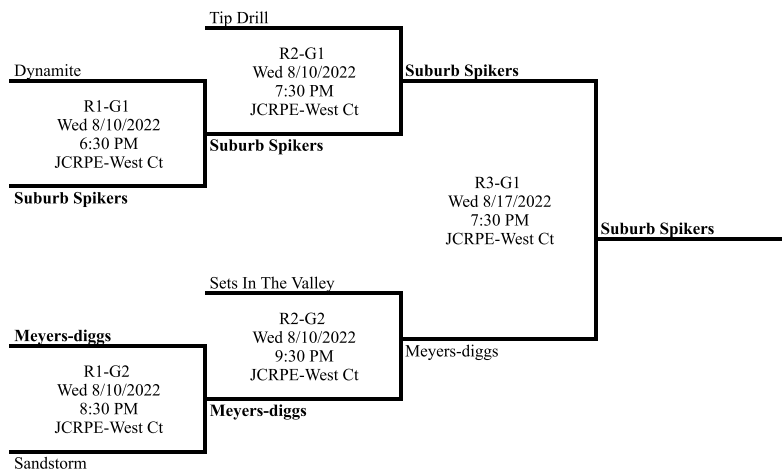 Tip Drill
R2-G1
Wed 8/10/2022
7:30 PM
JCRPE-West Ct
Suburb Spikers
Dynamite
R1-G1
Wed 8/10/2022
6:30 PM
JCRPE-West Ct
Suburb Spikers
Suburb Spikers
R3-G1
Wed 8/17/2022
7:30 PM
JCRPE-West Ct
Suburb Spikers
Sets In The Valley
R2-G2
Wed 8/10/2022
9:30 PM
JCRPE-West Ct
Meyers-diggs
Meyers-diggs
R1-G2
Wed 8/10/2022
8:30 PM
JCRPE-West Ct
Meyers-diggs
Sandstorm